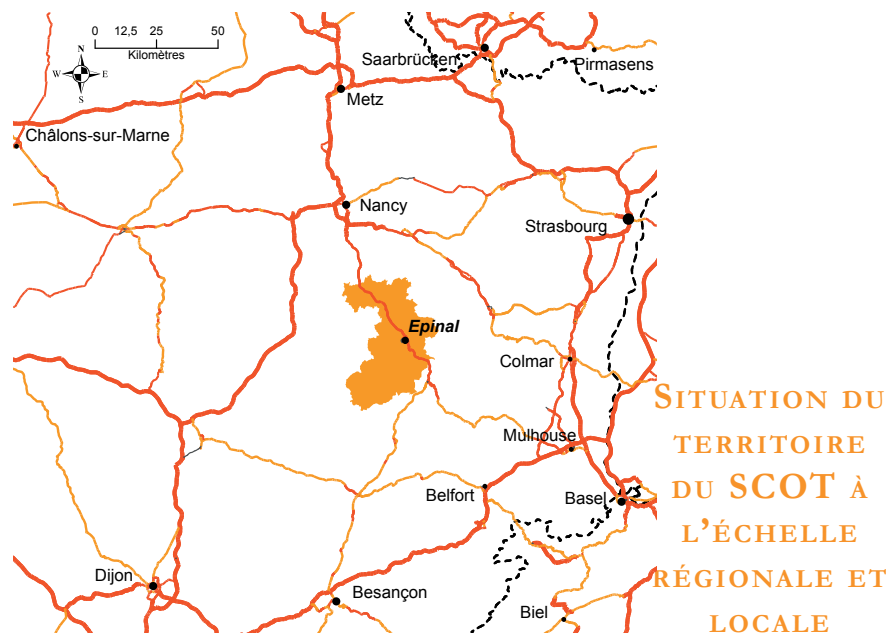 0 12,5 25 50
Kilomètres
N
W E
S
Saarbrücken
Pirmasens
Metz
Châlons-sur-Marne
Nancy
Strasbourg
Epinal
Colmar
Mulhouse
Belfort
Basel
Dijon
Besançon
Biel
SITUATION DU
TERRITOIRE
DU SCOT À
L'ÉCHELLE
RÉGIONALE ET
LOCALE